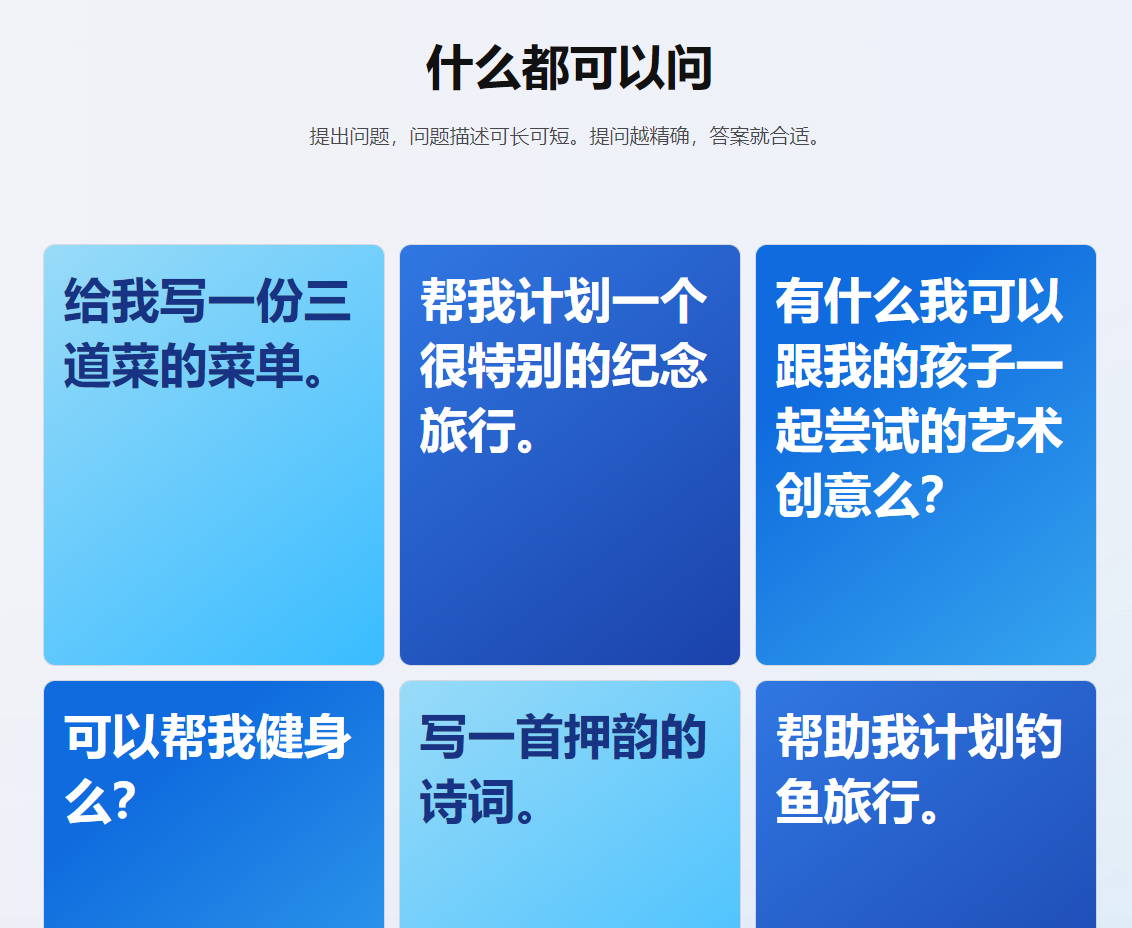 什么都可以问
提出问题，问题描述可长可短。提问越精确，答案就合适。
给我写一份三
道菜的菜单。
帮我计划一个
很特别的纪念
旅行。
有什么我可以
跟我的孩子一
起尝试的艺术
创意么？
可以帮我健身
么？
写一首押韵的
诗词。
帮助我计划钓
鱼旅行。